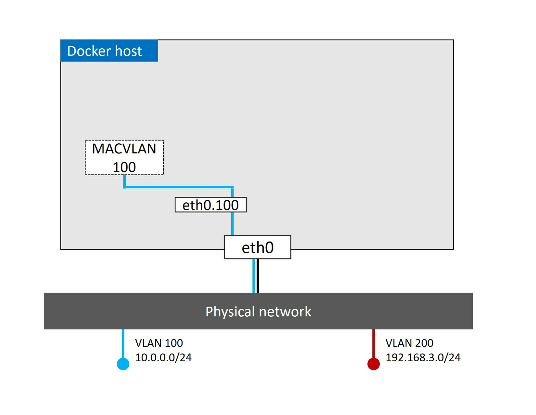 Docker host
MACVLAN
100
eth0.100
eth0
Physical network
VLAN 100
10.0.0.0/24
VLAN 200
192.168.3.0/24